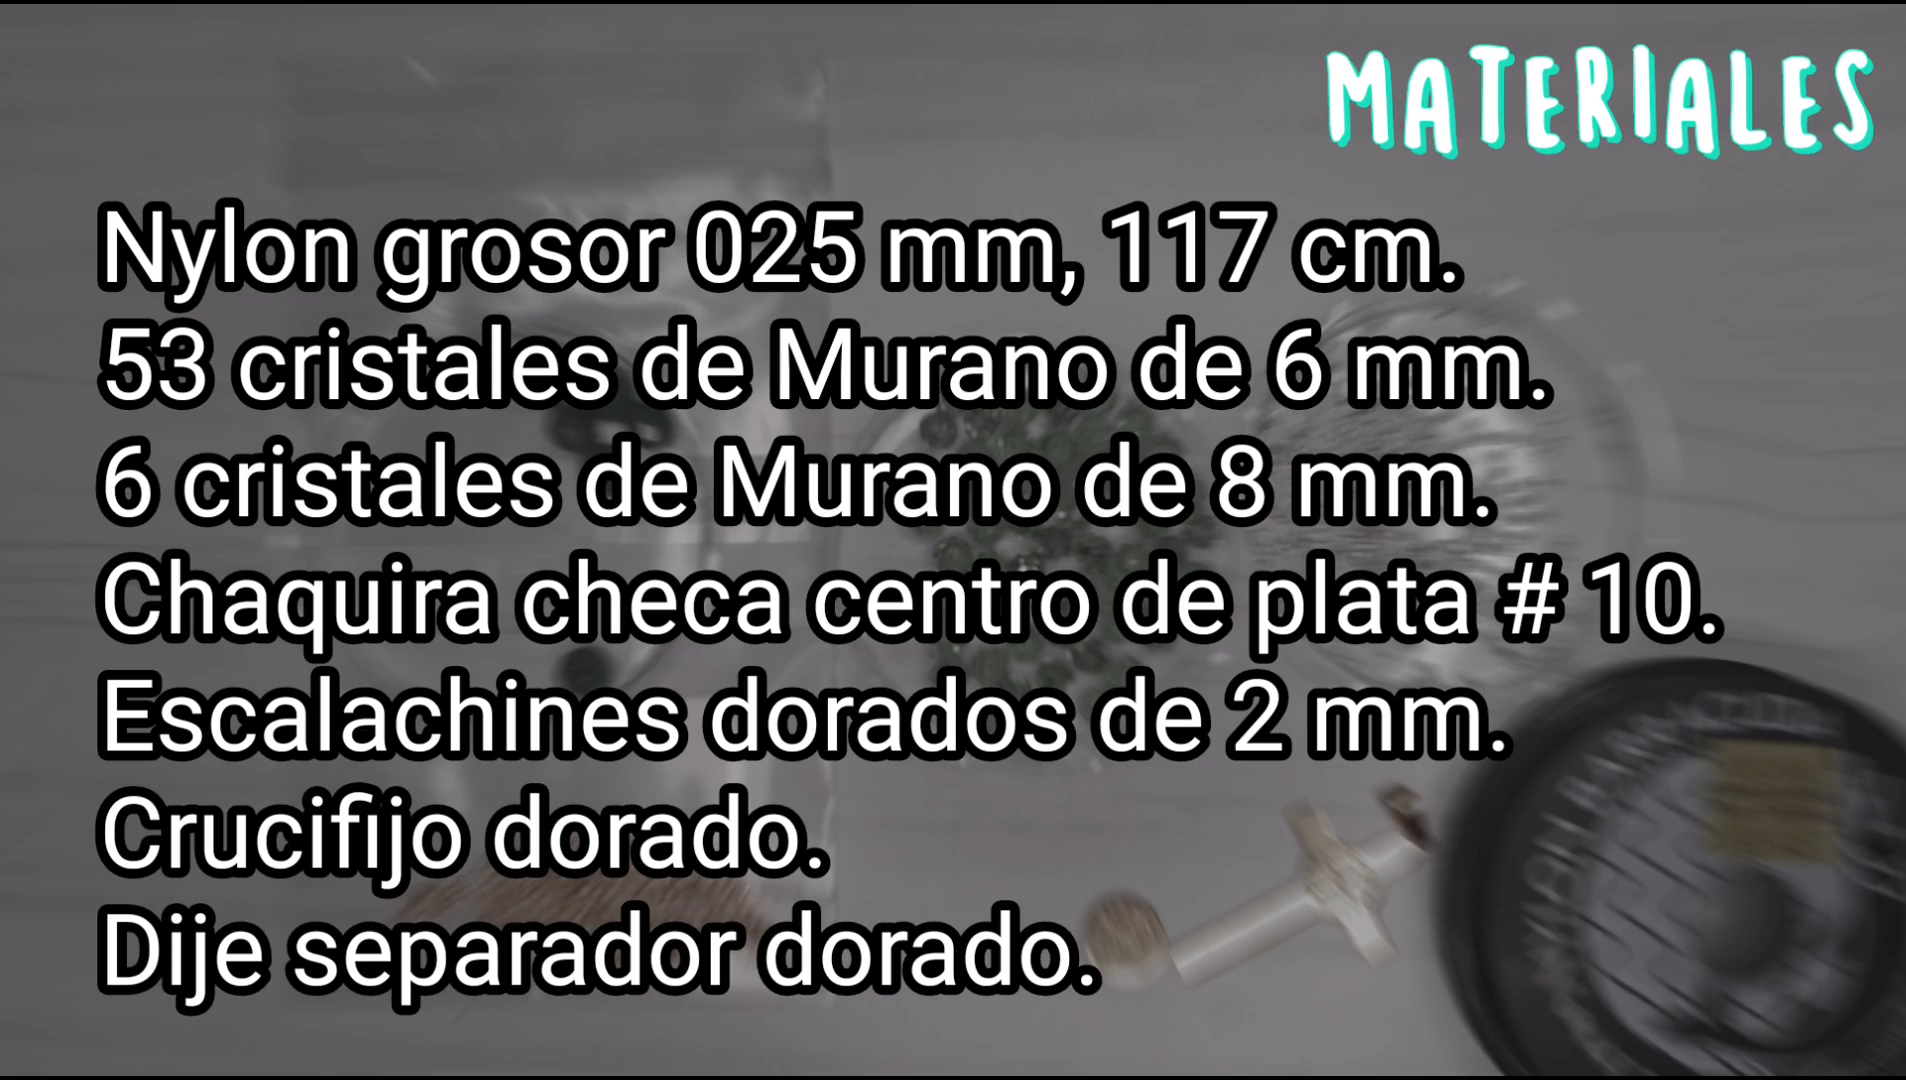 MATERIALES
Nylon grosor 025 mm, 117 cm.
53 cristales de Murano de 6 mm.
6 cristales de Murano de 8 mm.
Chaquira checa centro de plata # 10.
Escalachines dorados de 2 mm.
Crucifijo dorado.
Dije separador dorado.